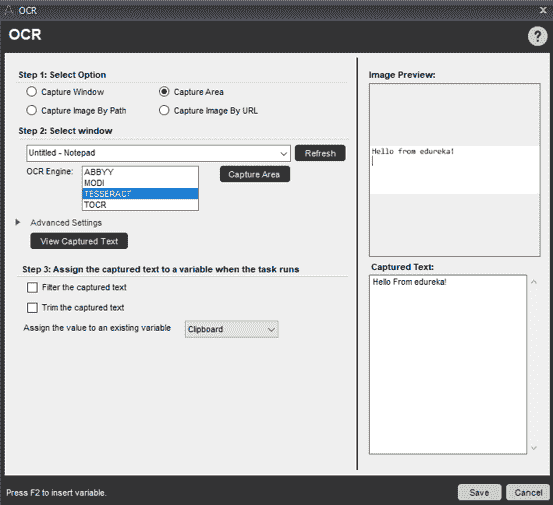 OCR
x
OCR
?
Step 1: Select Option
Capture Window
Capture Area
Capture Image By Path
Capture Image By URL
Step 2: Select window
Untitled - Notepad
Refresh
OCR Engine:
ABBYY
MODI
TESSERACT
TOCR
Capture Area
Advanced Settings
View Captured Text
Step 3: Assign the captured text to a variable when the task runs
Filter the captured text
Trim the captured text
Assign the value to an existing variable
Clipboard
Image Preview:
Hello from edureka!
Captured Text:
Hello From edureka!
Press F2 to insert variable.
Save
Cancel